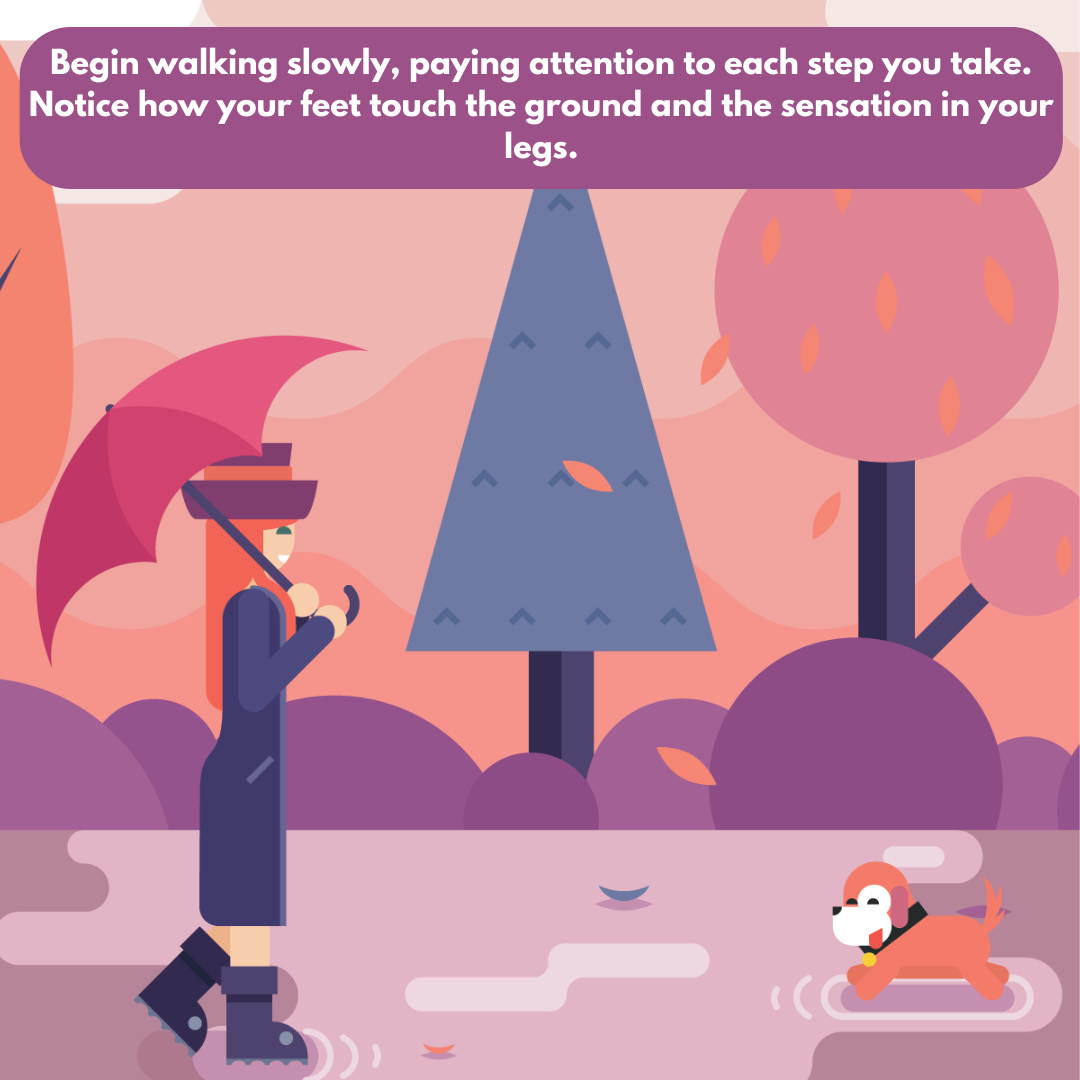 Begin walking slowly, paying attention to each step you take.
Notice how your feet touch the ground and the sensation in your
legs.